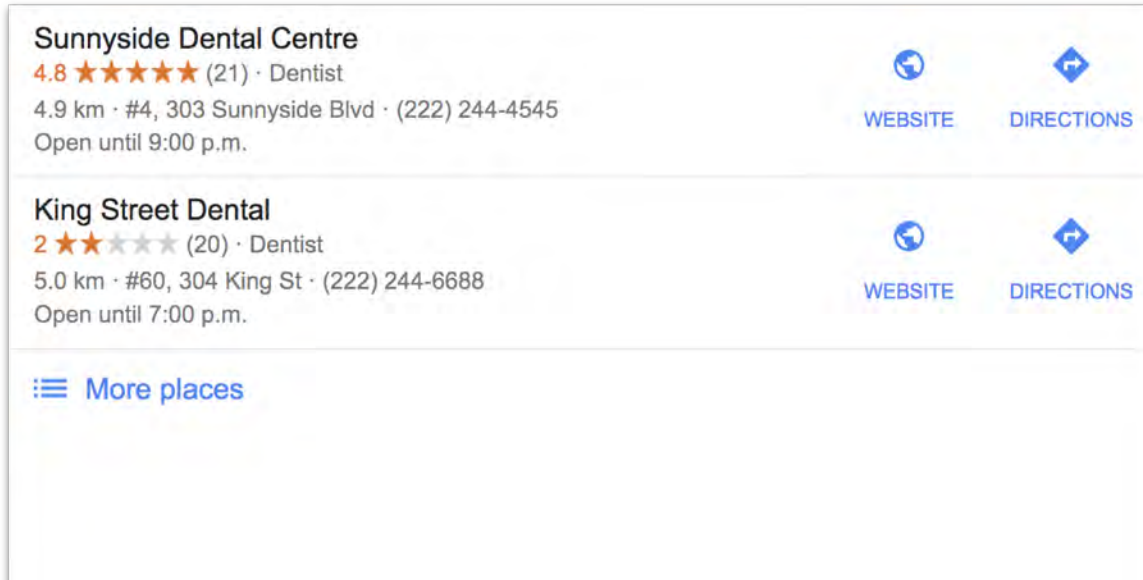 Sunnyside Dental Centre
4.8 ★★★★★ (21) · Dentist
4.9 km · #4, 303 Sunnyside Blvd · (222) 244-4545
Open until 9:00 p.m.
WEBSITE
DIRECTIONS
King Street Dental
2 ★★★★★ (20) · Dentist
5.0 km · #60, 304 King St · (222) 244-6688
Open until 7:00 p.m.
WEBSITE
DIRECTIONS
More places